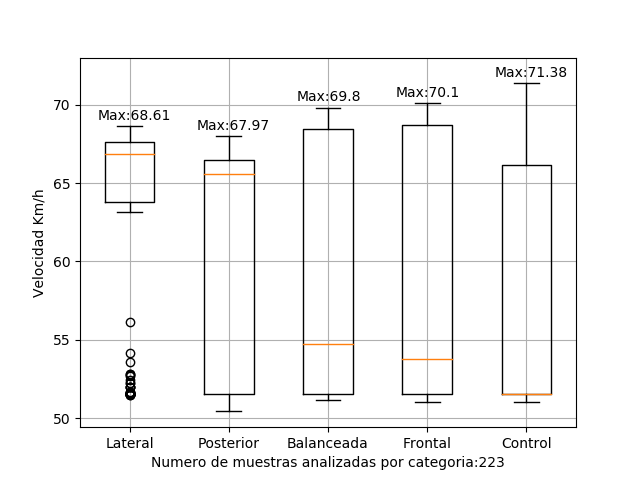 Max:71.38
Max:70.1
Max:69.8
Max:68.61
Max:67.97
70
65
60
55
50
Velocidad Km/h
Lateral Posterior Balanceada Frontal Control
Numero de muestras analizadas por categoria:223